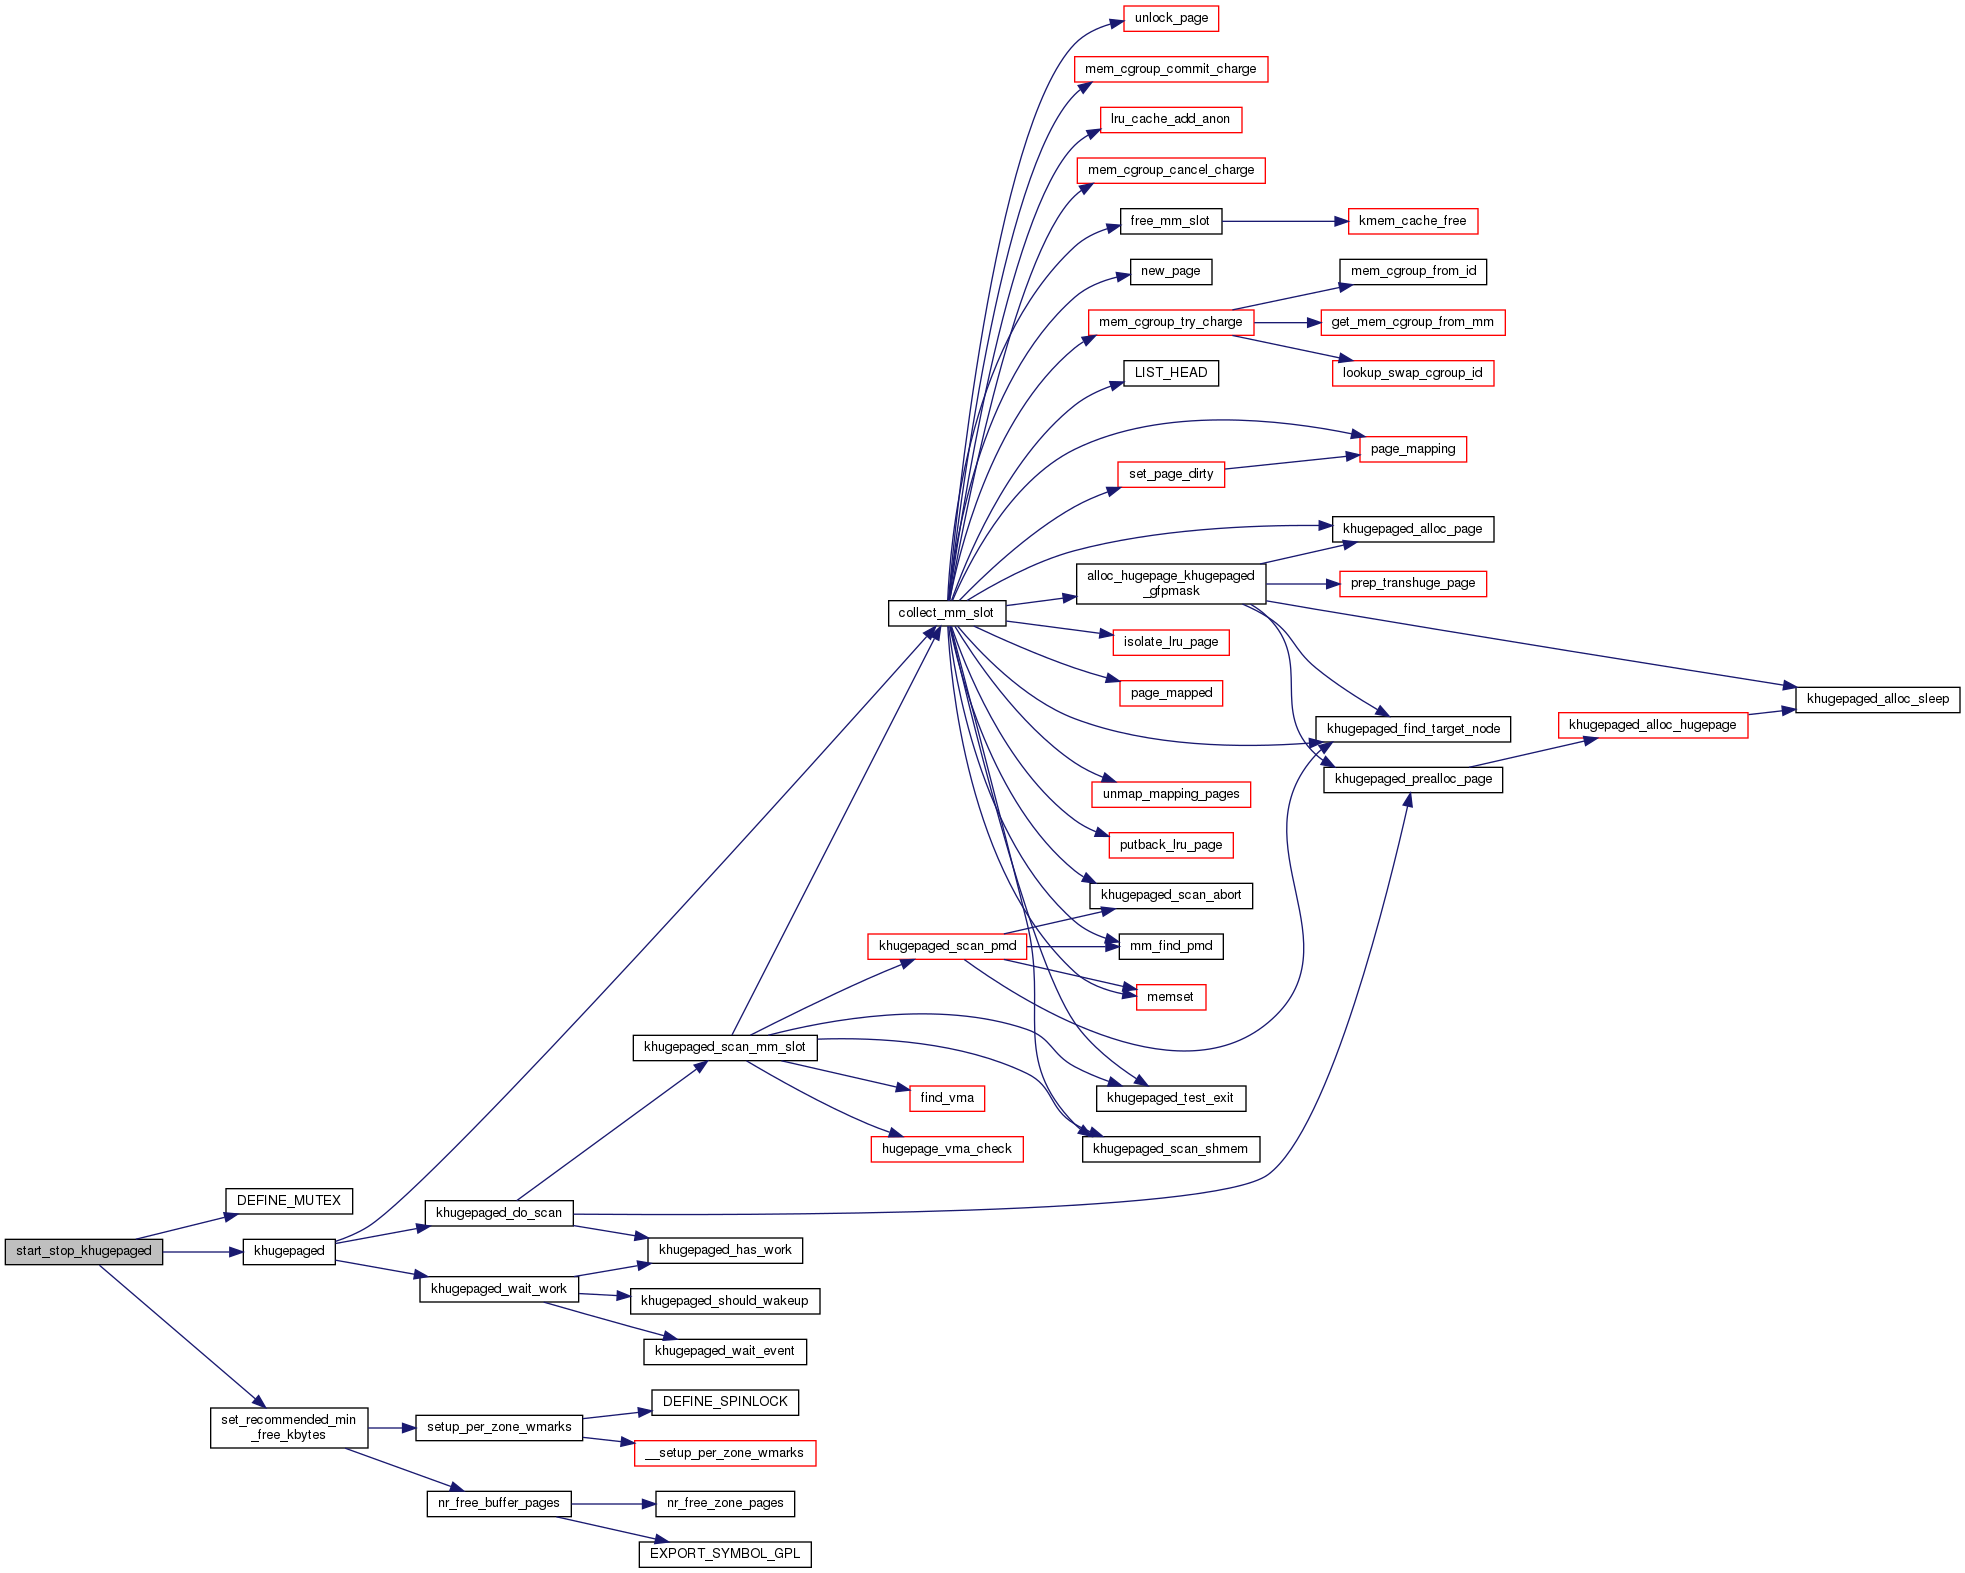 unlock_page
mem_cgroup_commit_charge
lru_cache_add_anon
mem_cgroup_cancel_charge
free_mm_slot
kmem_cache_free
new_page
mem_cgroup_from_id
mem_cgroup_try_charge
get_mem_cgroup_from_mm
LIST_HEAD
lookup_swap_cgroup_id
page_mapping
set_page_dirty
khugepaged_alloc_page
alloc_hugepage_khugepaged
_gfpmask
prep_transhuge_page
collect_mm_slot
isolate_lru_page
page_mapped
khugepaged_alloc_sleep
khugepaged_find_target_node
khugepaged_alloc_hugepage
khugepaged_prealloc_page
unmap_mapping_pages
putback_lru_page
khugepaged_scan_abort
khugepaged_scan_pmd
mm_find_pmd
memset
khugepaged_scan_mm_slot
find_vma
khugepaged_test_exit
hugepage_vma_check
khugepaged_scan_shmem
DEFINE_MUTEX
khugepaged_do_scan
start_stop_khugepaged
khugepaged
khugepaged_has_work
khugepaged_wait_work
khugepaged_should_wakeup
khugepaged_wait_event
DEFINE_SPINLOCK
set_recommended_min
_free_kbytes
setup_per_zone_wmarks
__setup_per_zone_wmarks
nr_free_buffer_pages
nr_free_zone_pages
EXPORT_SYMBOL_GPL